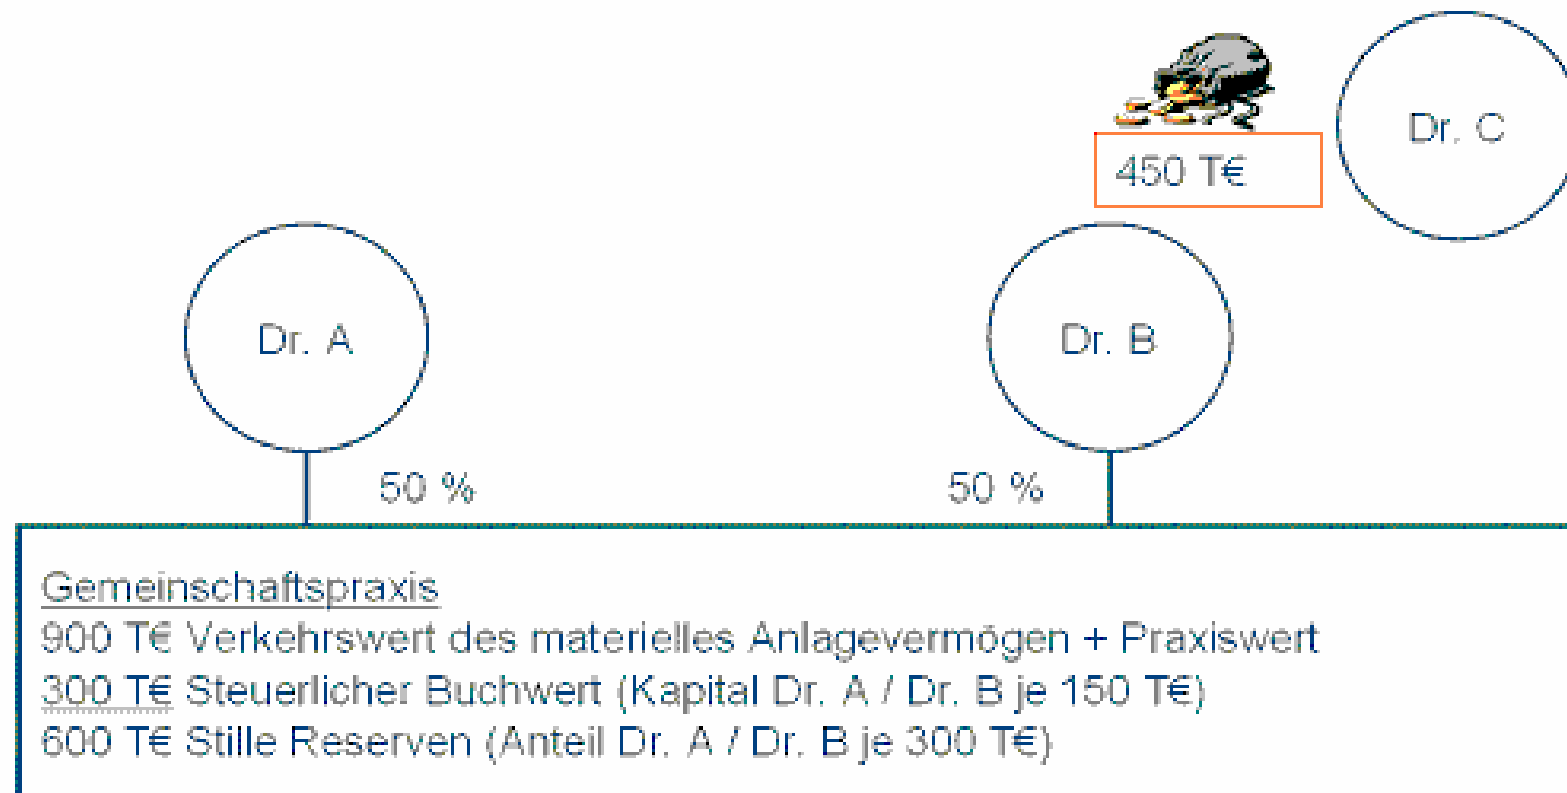 Dr. C
450 T€
Dr. A
Dr. B
50 %
50 %
Gemeinschaftspraxis
900 T€ Verkehrswert des materielles Anlagevermögen + Praxiswert
300 T€ Steuerlicher Buchwert (Kapital Dr. A / Dr. B je 150 T€)
600 T€ Stille Reserven (Anteil Dr. A / Dr. B je 300 T€)